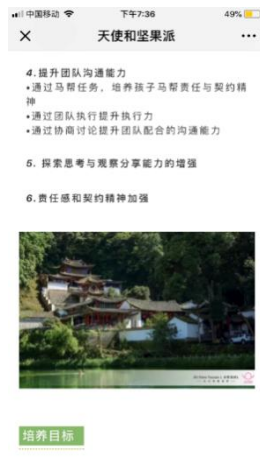 中国移动
下午7:36
49%
天使和坚果派
4.提升团队沟通能力
•通过马帮任务，培养孩子马帮责任与契约精
神
•通过团队执行提升执行力
•通过协商讨论提升团队配合的沟通能力
5. 探索思考与观察分享能力的增强
6.责任感和契约精神加强
培养目标